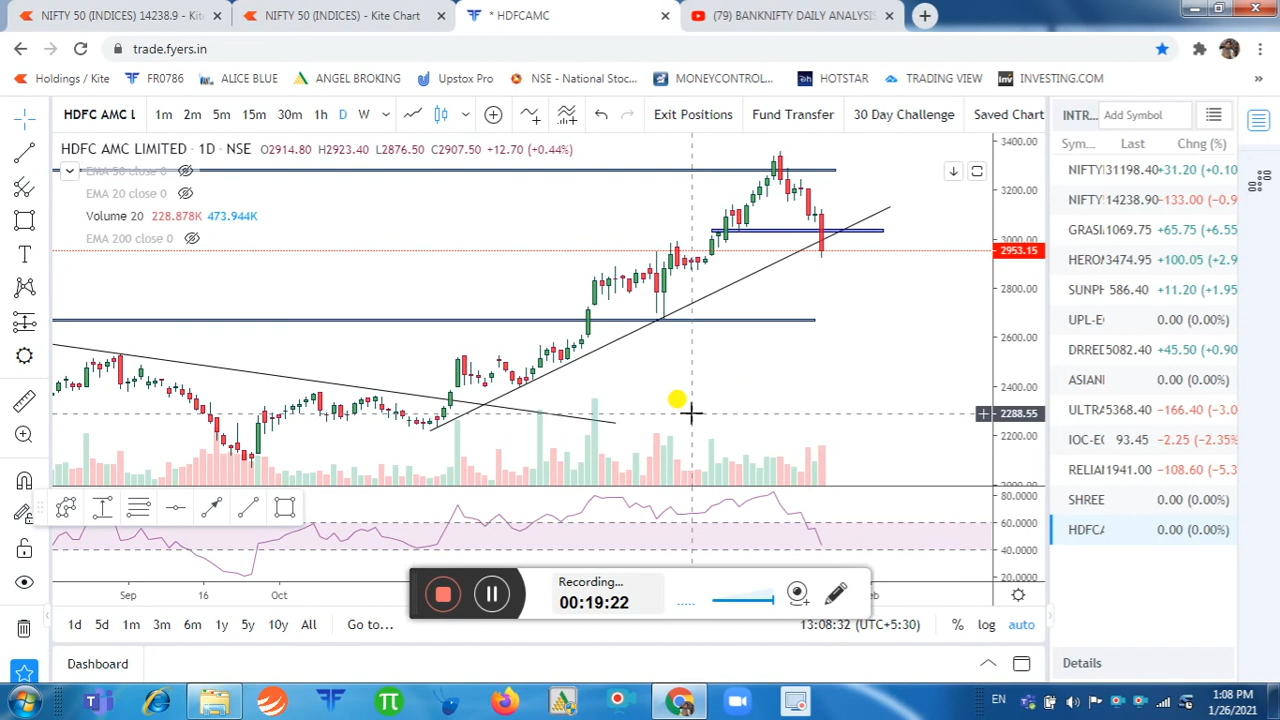 NIFTY 50 (INDICES) 14238.9 - Kite
NIFTY 50 (INDICES) - Kite Chart
* HDFCAMC
(79) BANKNIFTY DAILY ANALYSIS
trade.fyers.in
Holdings / Kite
FR0786
ALICE BLUE
ANGEL BROKING
Upstox Pro
NSE - National Stoc...
MONEYCONTROL...
HOTSTAR
TRADING VIEW
INVESTING.COM
»
HDFC AMC L
1m 2m 5m 15m 30m 1h D W
Exit Positions
Fund Transfer
30 Day Challenge
Saved Chart
INTR...
Add Symbol
HDFC AMC LIMITED · 1D · NSE O2914.80 H2923.40 L2876.50 C2907.50 +12.70 (+0.44%)
EMA 50 close 0
EMA 20 close 0
Volume 20 228.878K 473.944K
EMA 200 close 0
3400.00
3200.00
3000.00
2953.15
2800.00
2600.00
2400.00
2288.55
2200.00
80.0000
60.0000
40.0000
20.0000
Sym... Last Chng (%)
NIFTY 31198.40 +31.20 (+0.10
NIFTY 14238.90 -133.00 (-0.9
GRASI 1069.75 +65.75 (+6.55
HERO 3474.95 +100.05 (+2.9
SUNPH 586.40 +11.20 (+1.95
UPL-E 0.00 (0.00%)
DRRED 5082.40 +45.50 (+0.90
ASIAN 0.00 (0.00%)
ULTRA 5368.40 -166.40 (-3.0
IOC-E 93.45 -2.25 (-2.35%
RELIA 1941.00 -108.60 (-5.3
SHREE 0.00 (0.00%)
HDFCA 0.00 (0.00%)
Sep 16 Oct
Recording...
00:19:22
1d 5d 1m 3m 6m 1y 5y 10y All Go to...
13:08:32 (UTC+5:30) % log auto
Details
Dashboard
EN
1:08 PM
1/26/2021